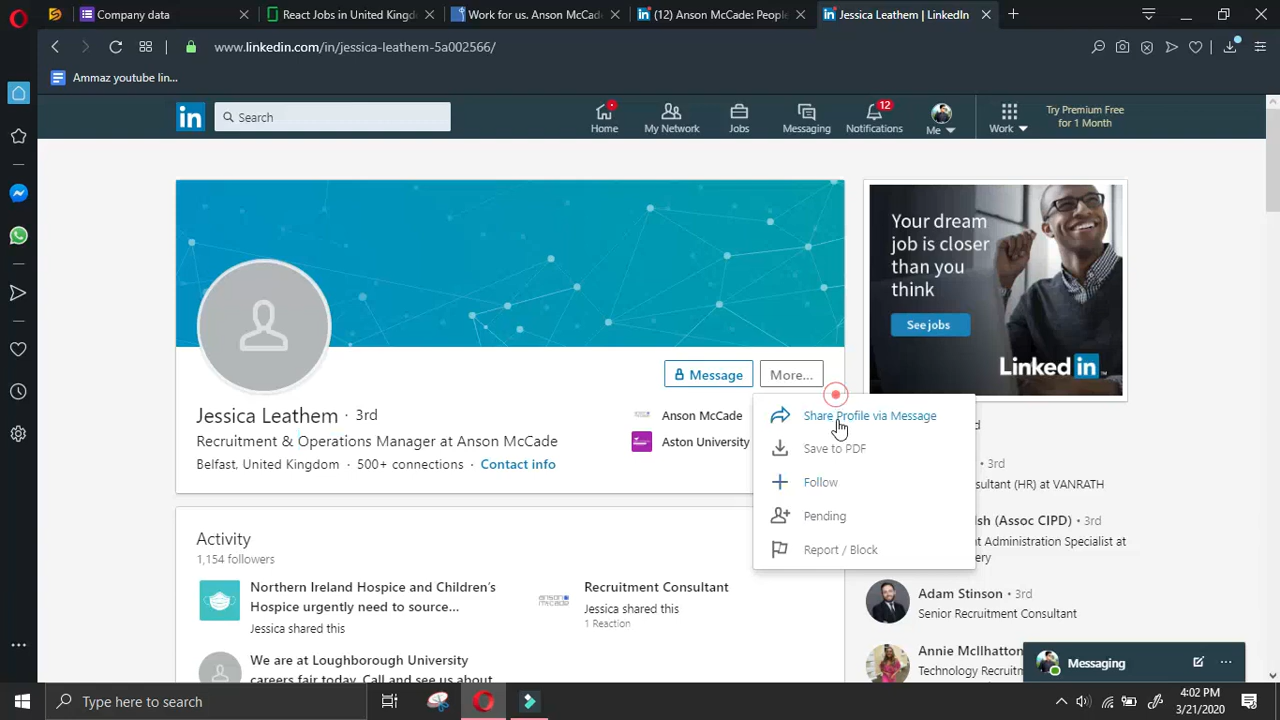 Company data
React Jobs in United Kingd
Work for us. Anson McCade
(12) Anson McCade: People
Jessica Leathem | LinkedIn
www.linkedin.com/in/jessica-leathem-5a002566/
Ammaz youtube lin...
in
Search
Home
My Network
Jobs
Messaging
12
Notifications
Me
Work
Try Premium Free
for 1 Month
Your dream
job is closer
than you
think
See jobs
Linked in
Message
More...
Jessica Leathem · 3rd
Recruitment & Operations Manager at Anson McCade
Belfast, United Kingdom · 500+ connections · Contact info
Anson McCade
Aston University
Share Profile via Message
Save to PDF
Follow
Pending
Report / Block
· 3rd
(HR) at VANRATH
(Assoc CIPD) · 3rd
Administration Specialist at
Activity
1,154 followers
Northern Ireland Hospice and Children's
Hospice urgently need to source...
Jessica shared this
anson
mccade
Recruitment Consultant
Jessica shared this
1 Reaction
We are at Loughborough University
careers fair today. Call and see us about
Adam Stinson · 3rd
Senior Recruitment Consultant
Annie McIlhatton
Technology Recruitm
Messaging
Type here to search
4:02 PM
3/21/2020